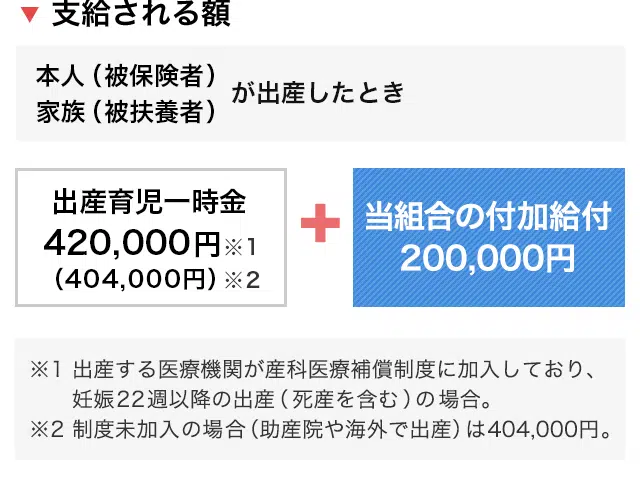 ▼ 支給される額
本人(被保険者)
家族(被扶養者)
が出産したとき
出産育児一時金
420,000円※1
(404,000円)※2
+
当組合の付加給付
200,000円
※1 出産する医療機関が産科医療補償制度に加入しており、
妊娠22週以降の出産(死産を含む)の場合。
※2 制度未加入の場合(助産院や海外で出産)は404,000円。